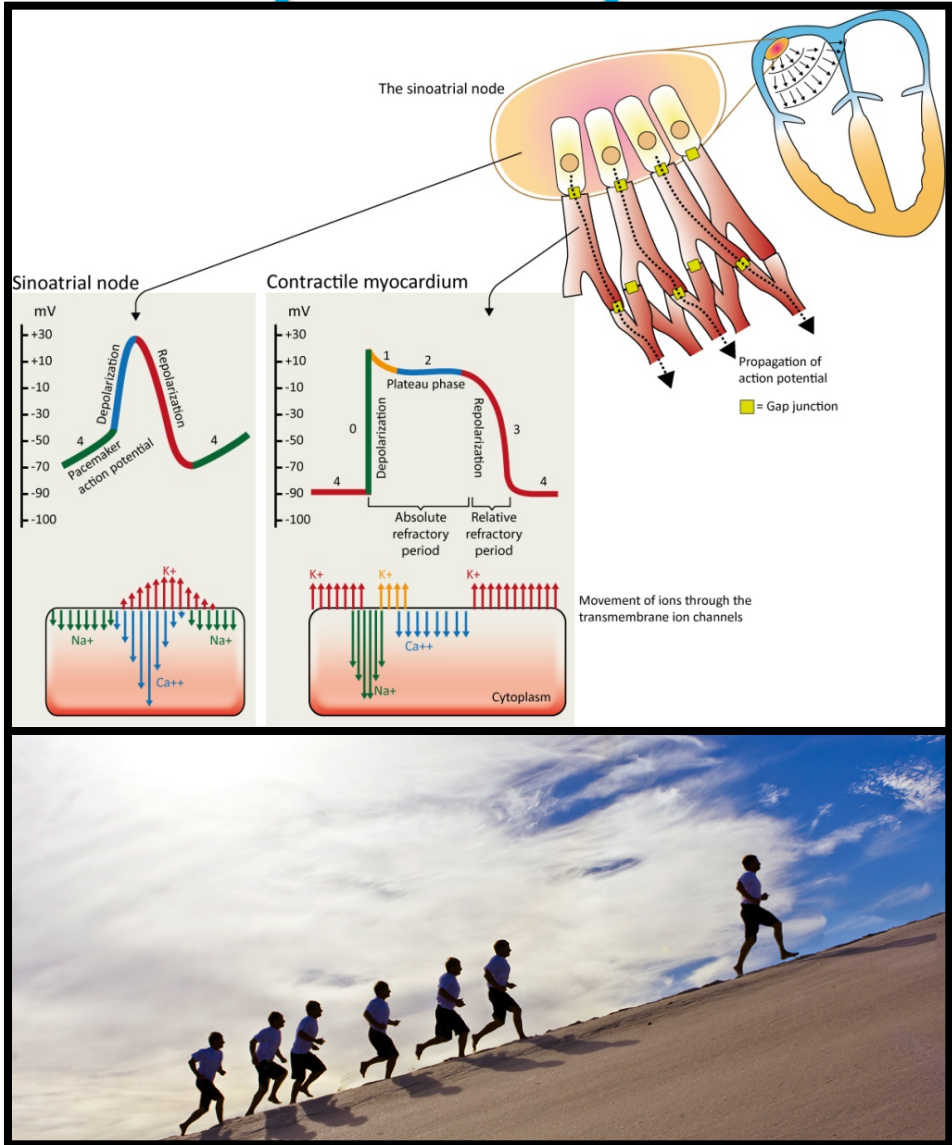 The sinoatrial node
Sinoatrial node
mV
+30
+10
-10
-30
-50
-70
-90
-100
Depolarization
Repolarization
4
Pacemaker
action potential
4
K+
Na+
Na+
Ca++
Contractile myocardium
mV
+30
+10
-10
-30
-50
-70
-90
-100
1
2
Plateau phase
0
Depolarization
Repolarization
3
4
4
Absolute
refractory
period
Relative
refractory
period
K+
K+
K+
Ca++
Na+
Cytoplasm
Propagation of
action potential
= Gap junction
Movement of ions through the
transmembrane ion channels